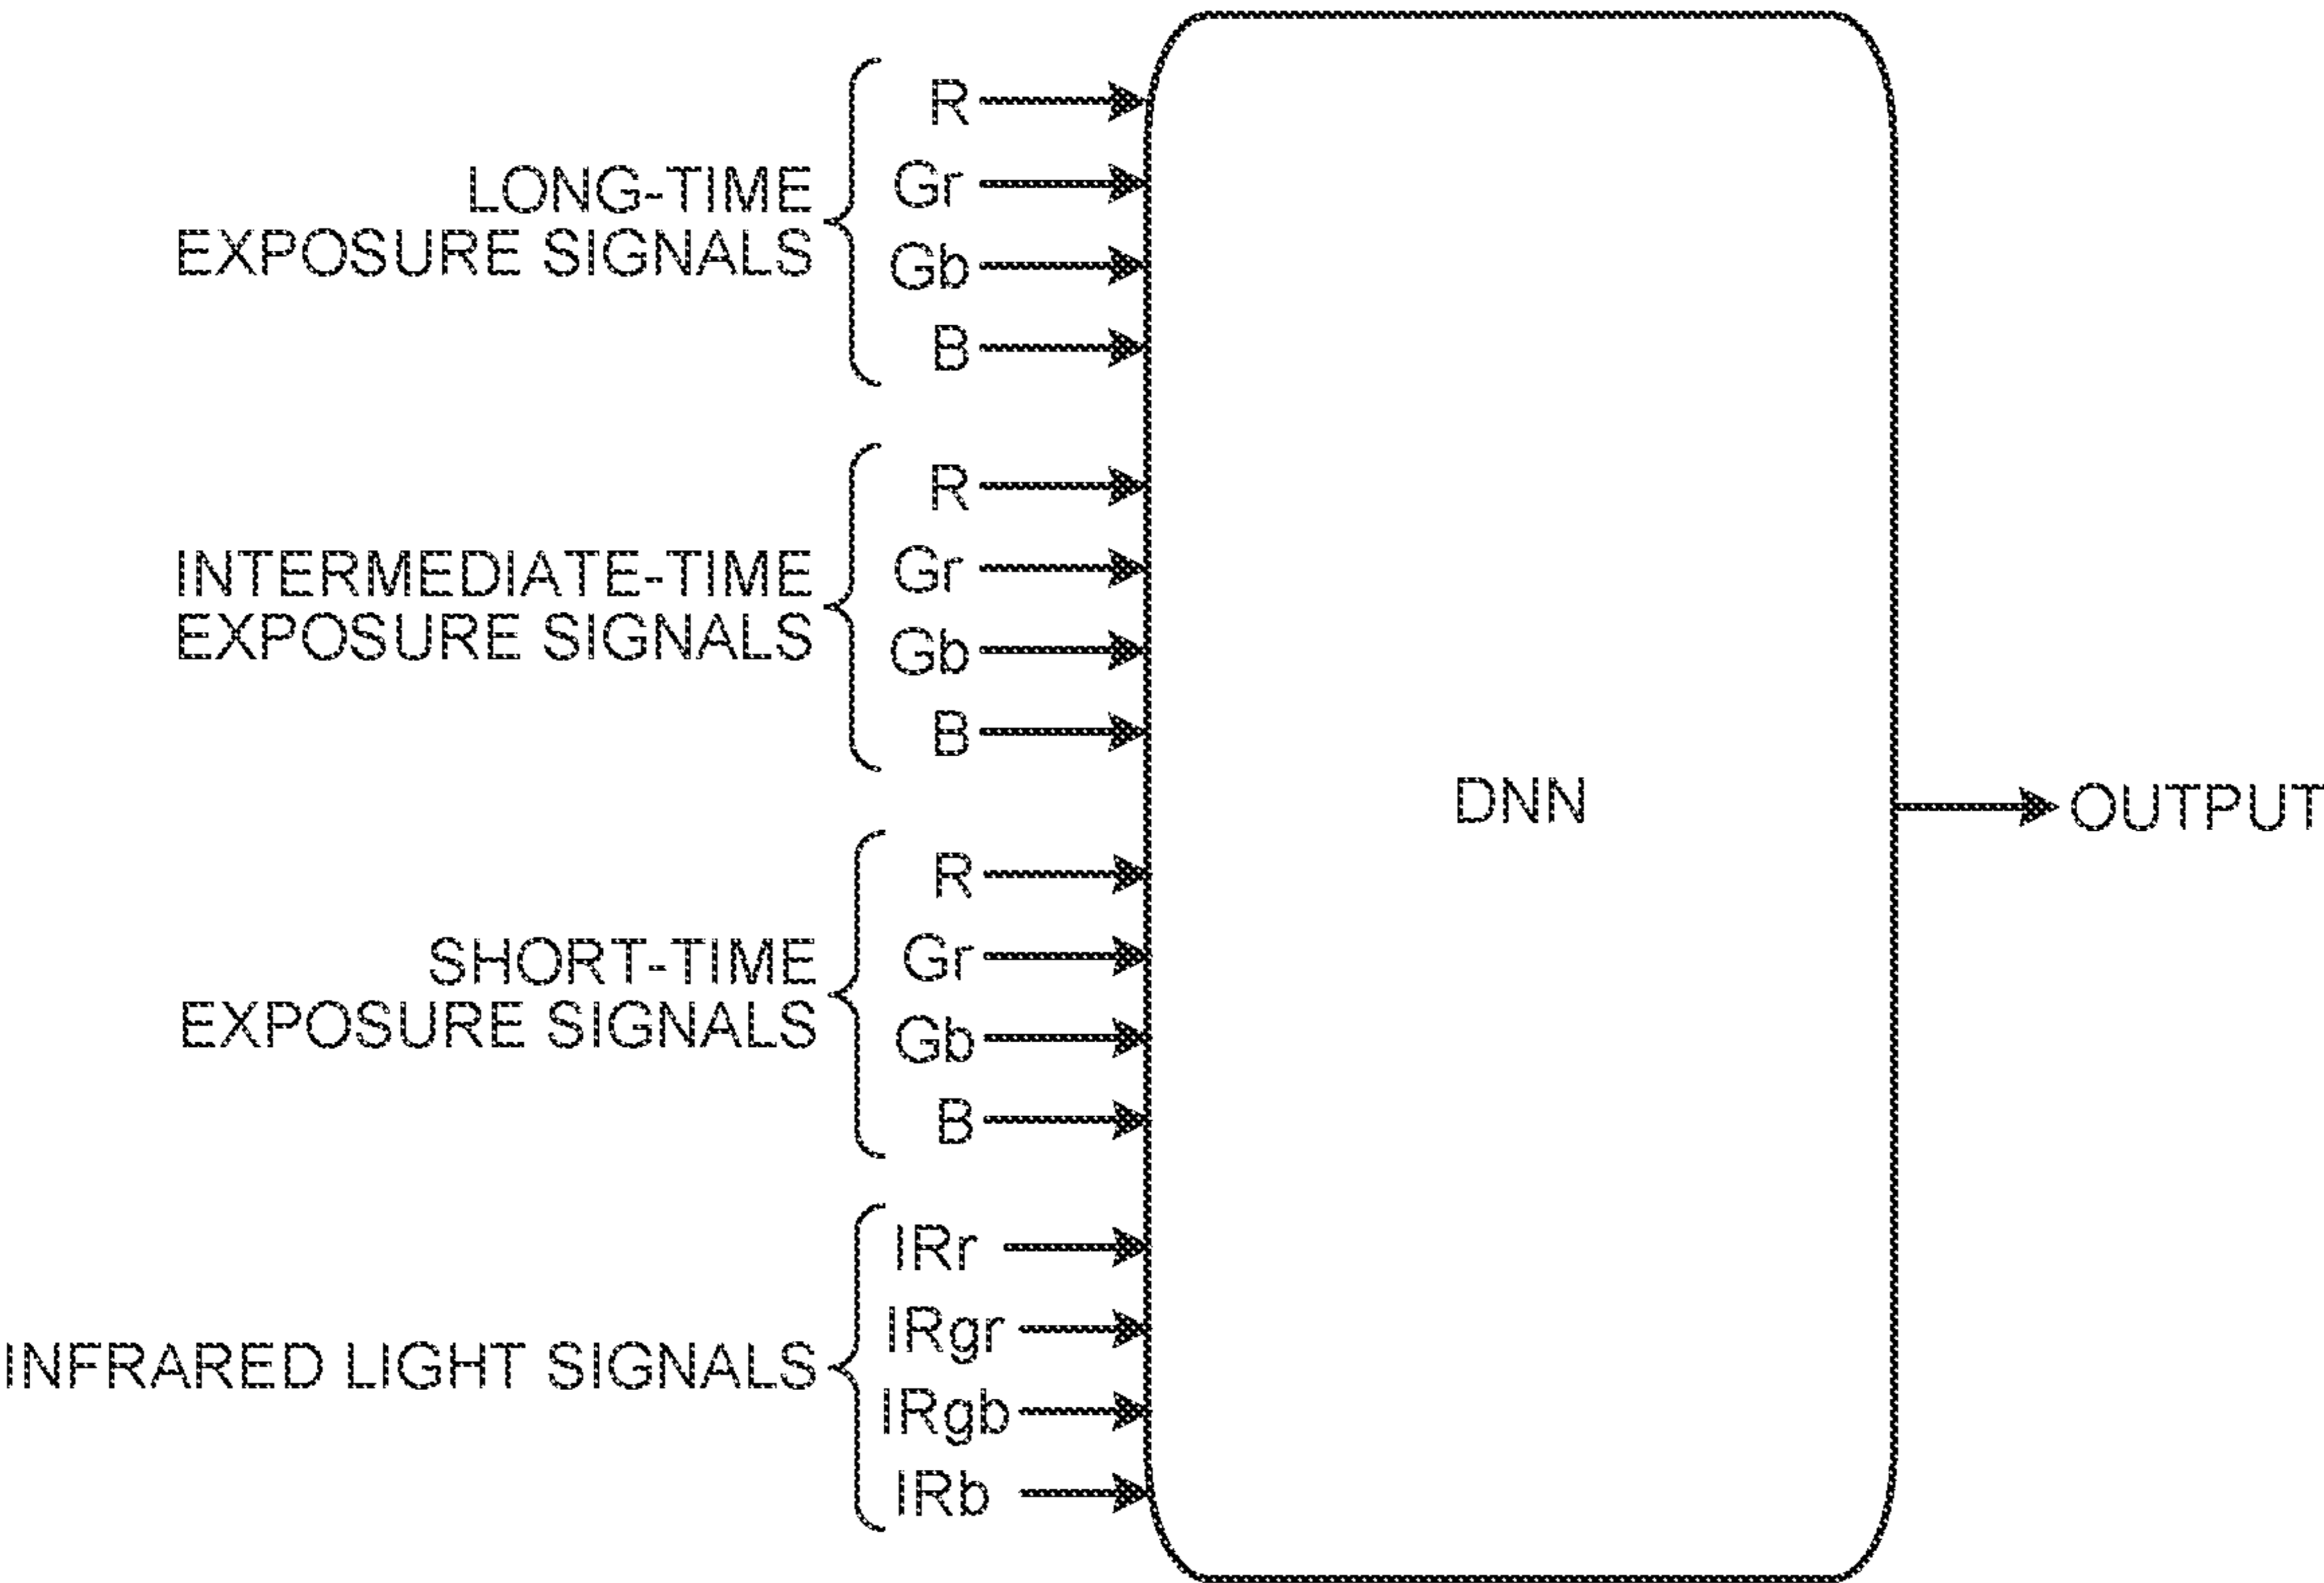 LONG-TIME
EXPOSURE SIGNALS
R
Gr
Gb
B
INTERMEDIATE-TIME
EXPOSURE SIGNALS
R
Gr
Gb
B
SHORT-TIME
EXPOSURE SIGNALS
R
Gr
Gb
B
INFRARED LIGHT SIGNALS
IRr
IRgr
IRgb
IRb
DNN
OUTPUT